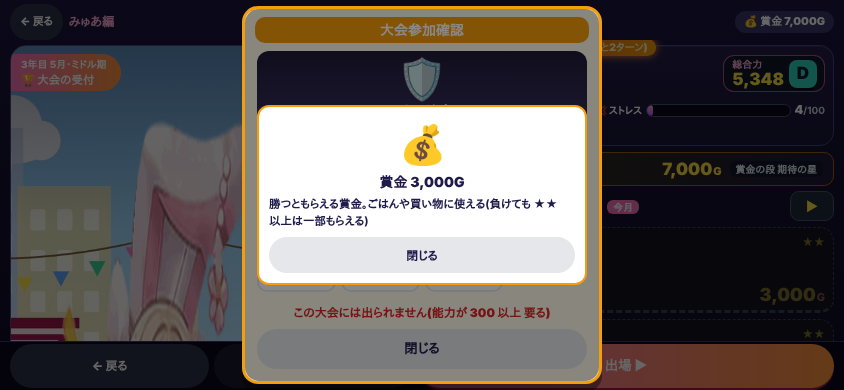 ← 戻る
みゅあ編
大会参加確認
💰 賞金 7,000G
3年目 5月・ミドル期
🏆 大会の受付
と2ターン)
総合力
5,348 D
ストレス 4/100
7,000G 賞金の段 期待の星
今月 ▶
★★
3,000G
★★
賞金 3,000G
勝つともらえる賞金。ごはんや買い物に使える(負けても ★★
以上は一部もらえる)
閉じる
この大会には出られません(能力が 300 以上 要る)
閉じる
← 戻る
出場 ▶